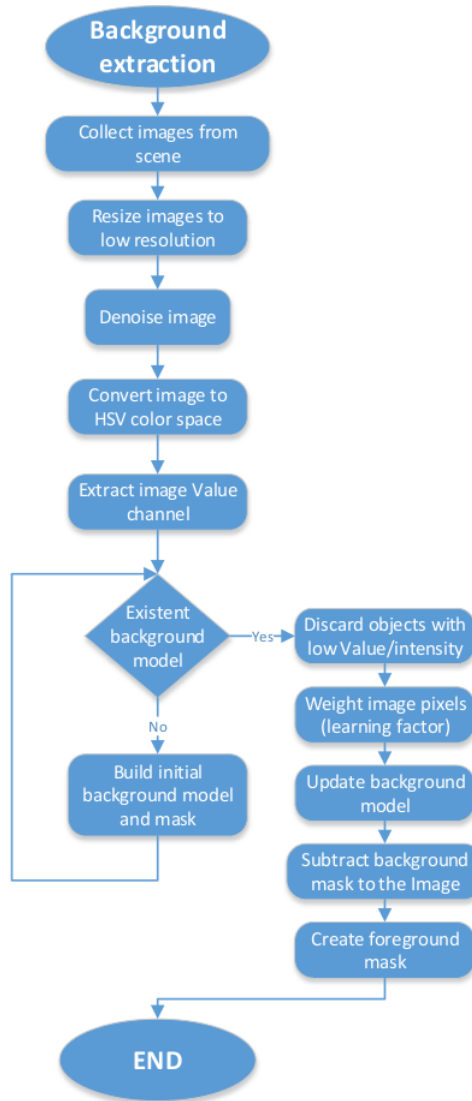 Background
extraction
Collect images from
scene
Resize images to
low resolution
Denoise image
Convert image to
HSV color space
Extract image Value
channel
Existent
background
model
Yes
No
Build initial
background model
and mask
Discard objects with
low Value/intensity
Weight image pixels
(learning factor)
Update background
model
Subtract background
mask to the Image
Create foreground
mask
END